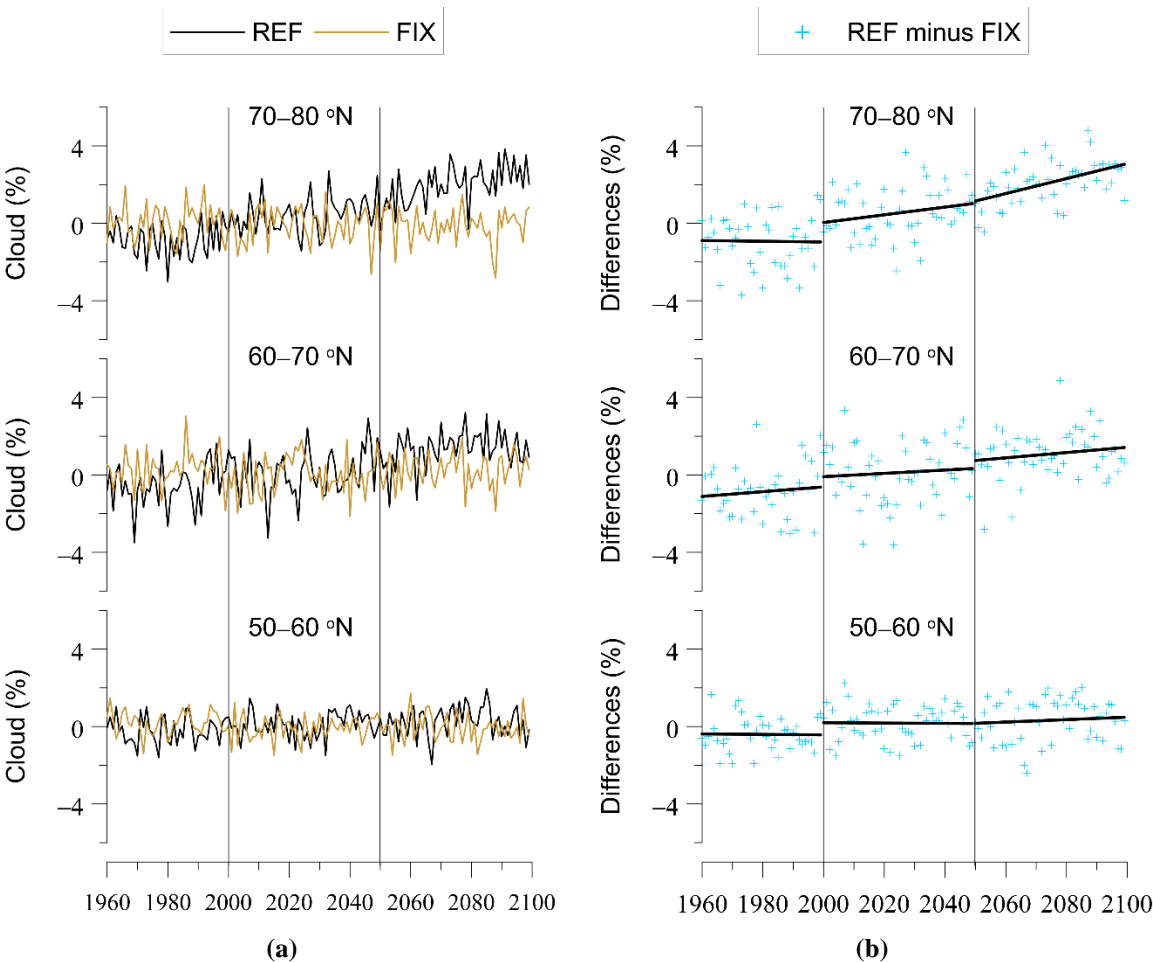 REF FIX
REF minus FIX
70–80 °N
Cloud (%)
4
0
–4
60–70 °N
Cloud (%)
4
0
–4
50–60 °N
Cloud (%)
4
0
–4
1960 1980 2000 2020 2040 2060 2080 2100
(a)
70–80 °N
Differences (%)
4
0
–4
60–70 °N
Differences (%)
4
0
–4
50–60 °N
Differences (%)
4
0
–4
1960 1980 2000 2020 2040 2060 2080 2100
(b)